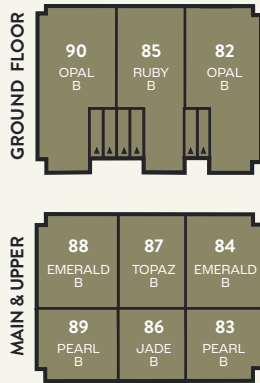 GROUND FLOOR
90 85 82
OPAL RUBY OPAL
B B B
MAIN & UPPER
88 87 84
EMERALD TOPAZ EMERALD
B B B
89 86 83
PEARL JADE PEARL
B B B